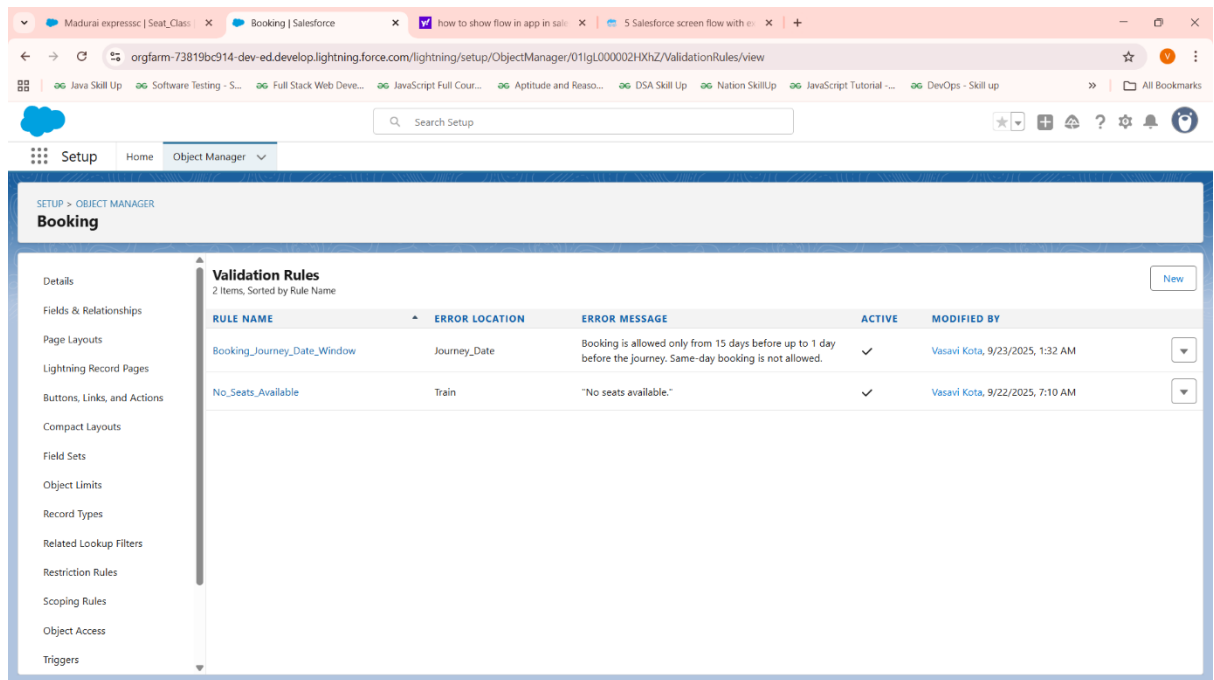 Madurai expresssc | Seat_Class
Booking | Salesforce
how to show flow in app in sale
5 Salesforce screen flow with ex
orgfarm-73819bc914-dev-ed.develop.lightning.force.com/lightning/setup/ObjectManager/01IgL000002HXhZ/ValidationRules/view
V
Java Skill Up
Software Testing - S...
Full Stack Web Deve...
JavaScript Full Cour...
Aptitude and Reaso...
DSA Skill Up
Nation SkillUp
JavaScript Tutorial -...
DevOps - Skill up
»
All Bookmarks
Search Setup
Setup
Home
Object Manager
SETUP > OBJECT MANAGER
Booking
Details
Fields & Relationships
Page Layouts
Lightning Record Pages
Buttons, Links, and Actions
Compact Layouts
Field Sets
Object Limits
Record Types
Related Lookup Filters
Restriction Rules
Scoping Rules
Object Access
Triggers
Validation Rules
2 Items, Sorted by Rule Name
New
RULE NAME ERROR LOCATION ERROR MESSAGE ACTIVE MODIFIED BY
Booking_Journey_Date_Window Journey_Date Booking is allowed only from 15 days before up to 1 day
before the journey. Same-day booking is not allowed. Vasavi Kota, 9/23/2025, 1:32 AM
No_Seats_Available Train "No seats available." Vasavi Kota, 9/22/2025, 7:10 AM